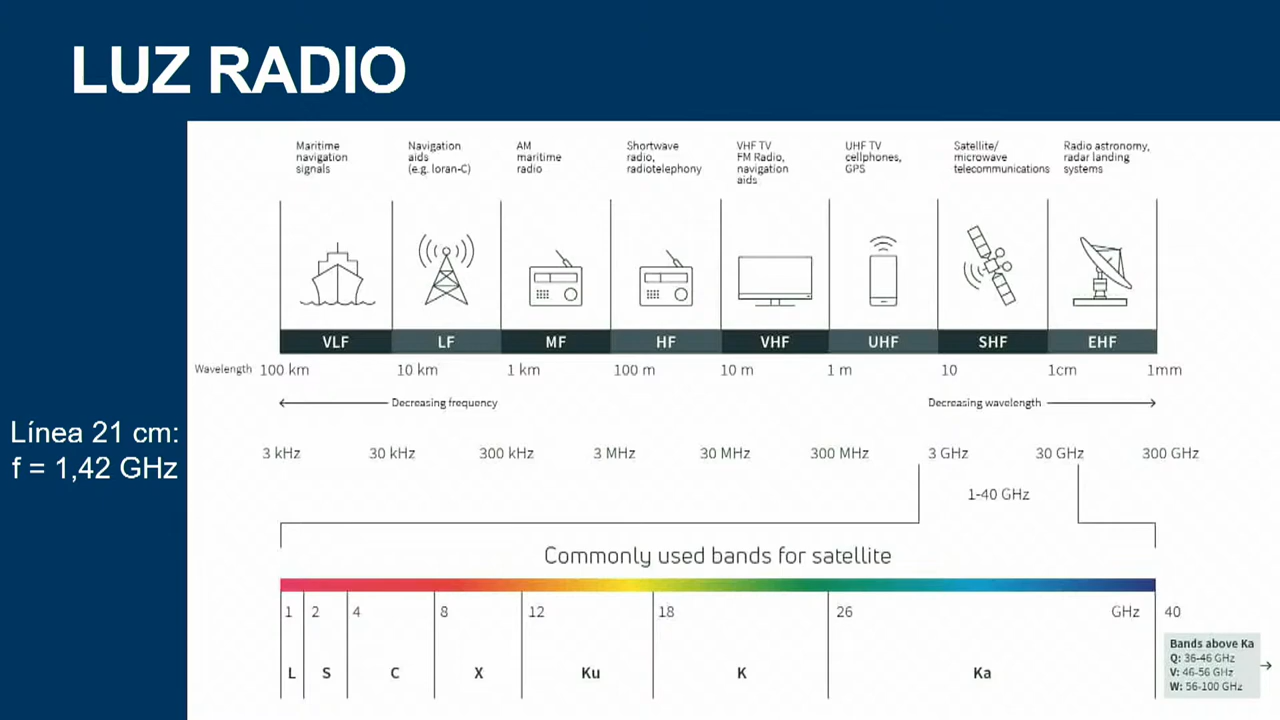 LUZ RADIO
Maritime
navigation
signals
Navigation
aids
(e.g. loran-C)
AM
maritime
radio
Shortwave
radio,
radiotelephony
VHF TV
FM Radio,
navigation
aids
UHF TV
cellphones,
GPS
Satellite/
microwave
telecommunications
Radio astronomy,
radar landing
systems
VLF LF MF HF VHF UHF SHF EHF
Wavelength 100 km 10 km 1 km 100 m 10 m 1 m 10 1cm 1mm
Decreasing frequency Decreasing wavelength
Línea 21 cm:
f = 1,42 GHz
3 kHz 30 kHz 300 kHz 3 MHz 30 MHz 300 MHz 3 GHz 30 GHz 300 GHz
1-40 GHz
Commonly used bands for satellite
1 2 4 8 12 18 26 GHz 40
L S C X Ku K Ka
Bands above Ka
Q: 36-46 GHz
V: 46-56 GHz
W: 56-100 GHz